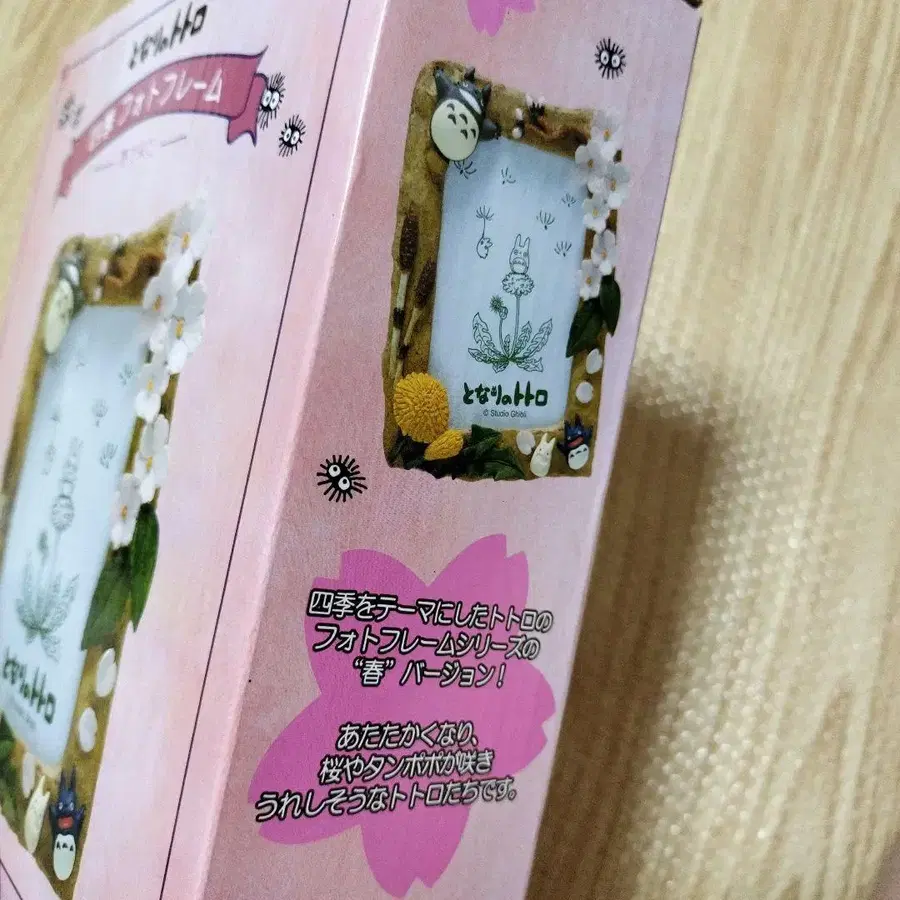 となりのトトロ
四季 フォトフレーム
となりのトトロ
となりのトトロ
© Studio Ghibli
四季をテーマにしたトトロの
フォトフレームシリーズの
“春” バージョン!
あたたかくなり、
桜やタンポポが咲き
うれしそうなトトロたちです。